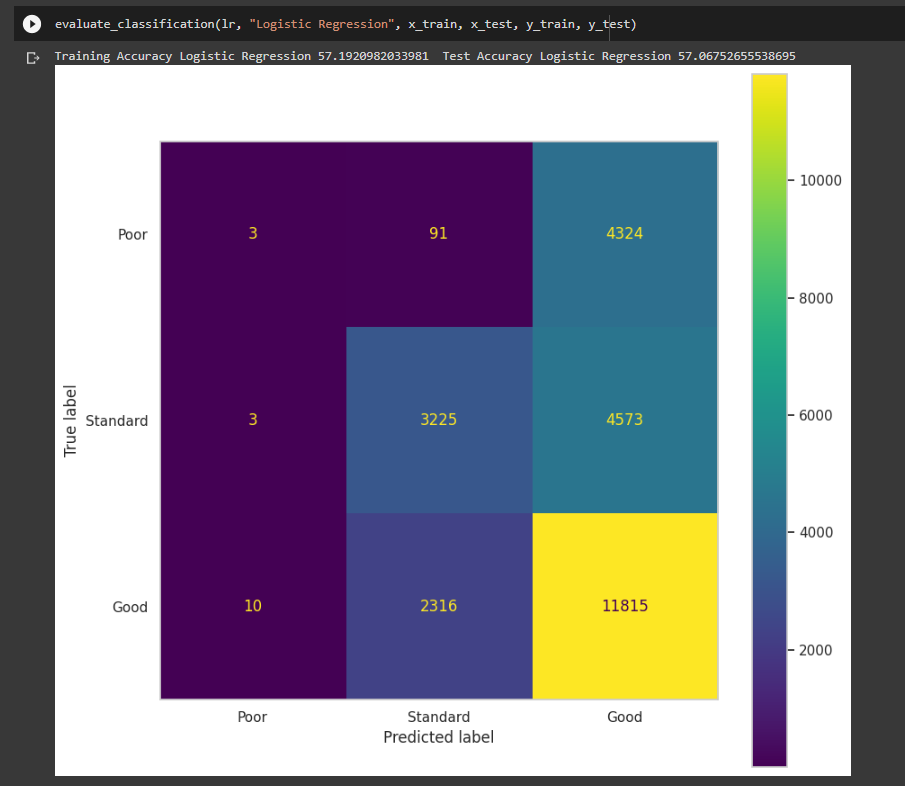 evaluate_classification(lr, "Logistic Regression", x_train, x_test, y_train, y_test)
Training Accuracy Logistic Regression 57.1920982033981 Test Accuracy Logistic Regression 57.06752655538695
10000
8000
6000
4000
2000
True label
Poor 3 91 4324
Standard 3 3225 4573
Good 10 2316 11815
Poor Standard Good
Predicted label